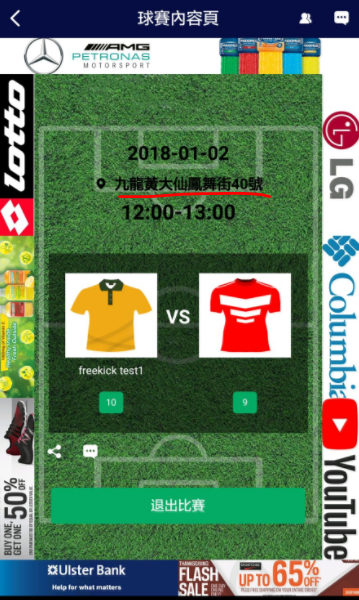 球賽內容頁
AMG
PETRONAS
MOTORSPORT
lotto
LG
2018-01-02
九龍黃大仙鳳舞街40號
12:00-13:00
VS
freekick test1
10
9
Columbia
YouTube
BUY ONE,
GET ONE 50% OFF
退出比賽
Ulster Bank
Help for what matters
THANKSGIVING
FLASH
SALE
UP TO 65% OFF